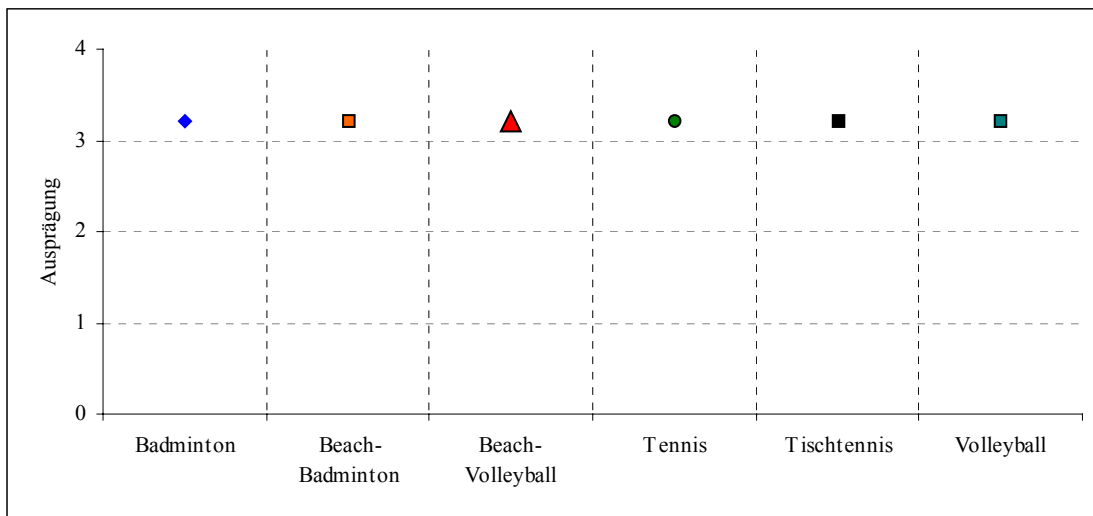 4
3
2
1
0
Ausprägung
Badminton
Beach-
Badminton
Beach-
Volleyball
Tennis
Tischtennis
Volleyball